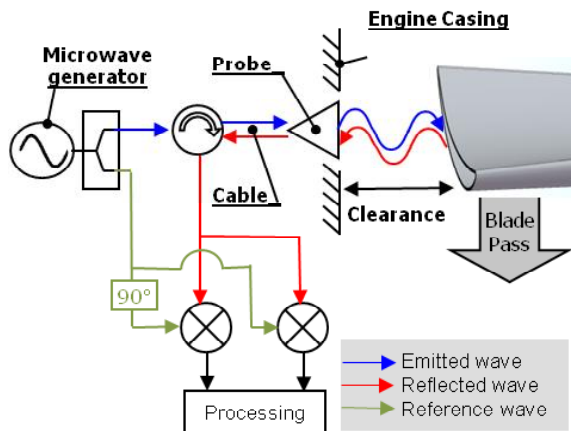 Engine Casing
Microwave
generator
Probe
Cable
Clearance
Blade
Pass
90°
Emitted wave
Reflected wave
Reference wave
Processing